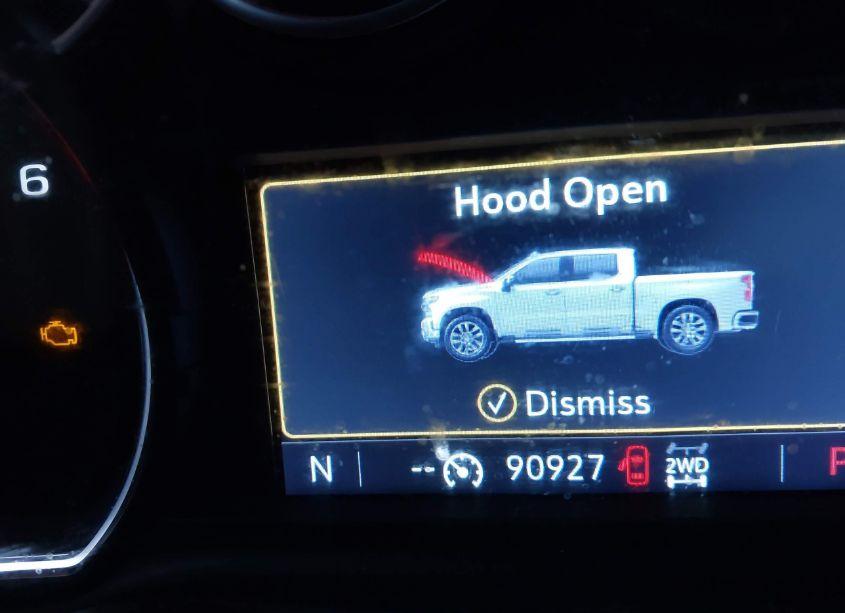 6
Hood Open
Dismiss
N -- 90927 2WD P